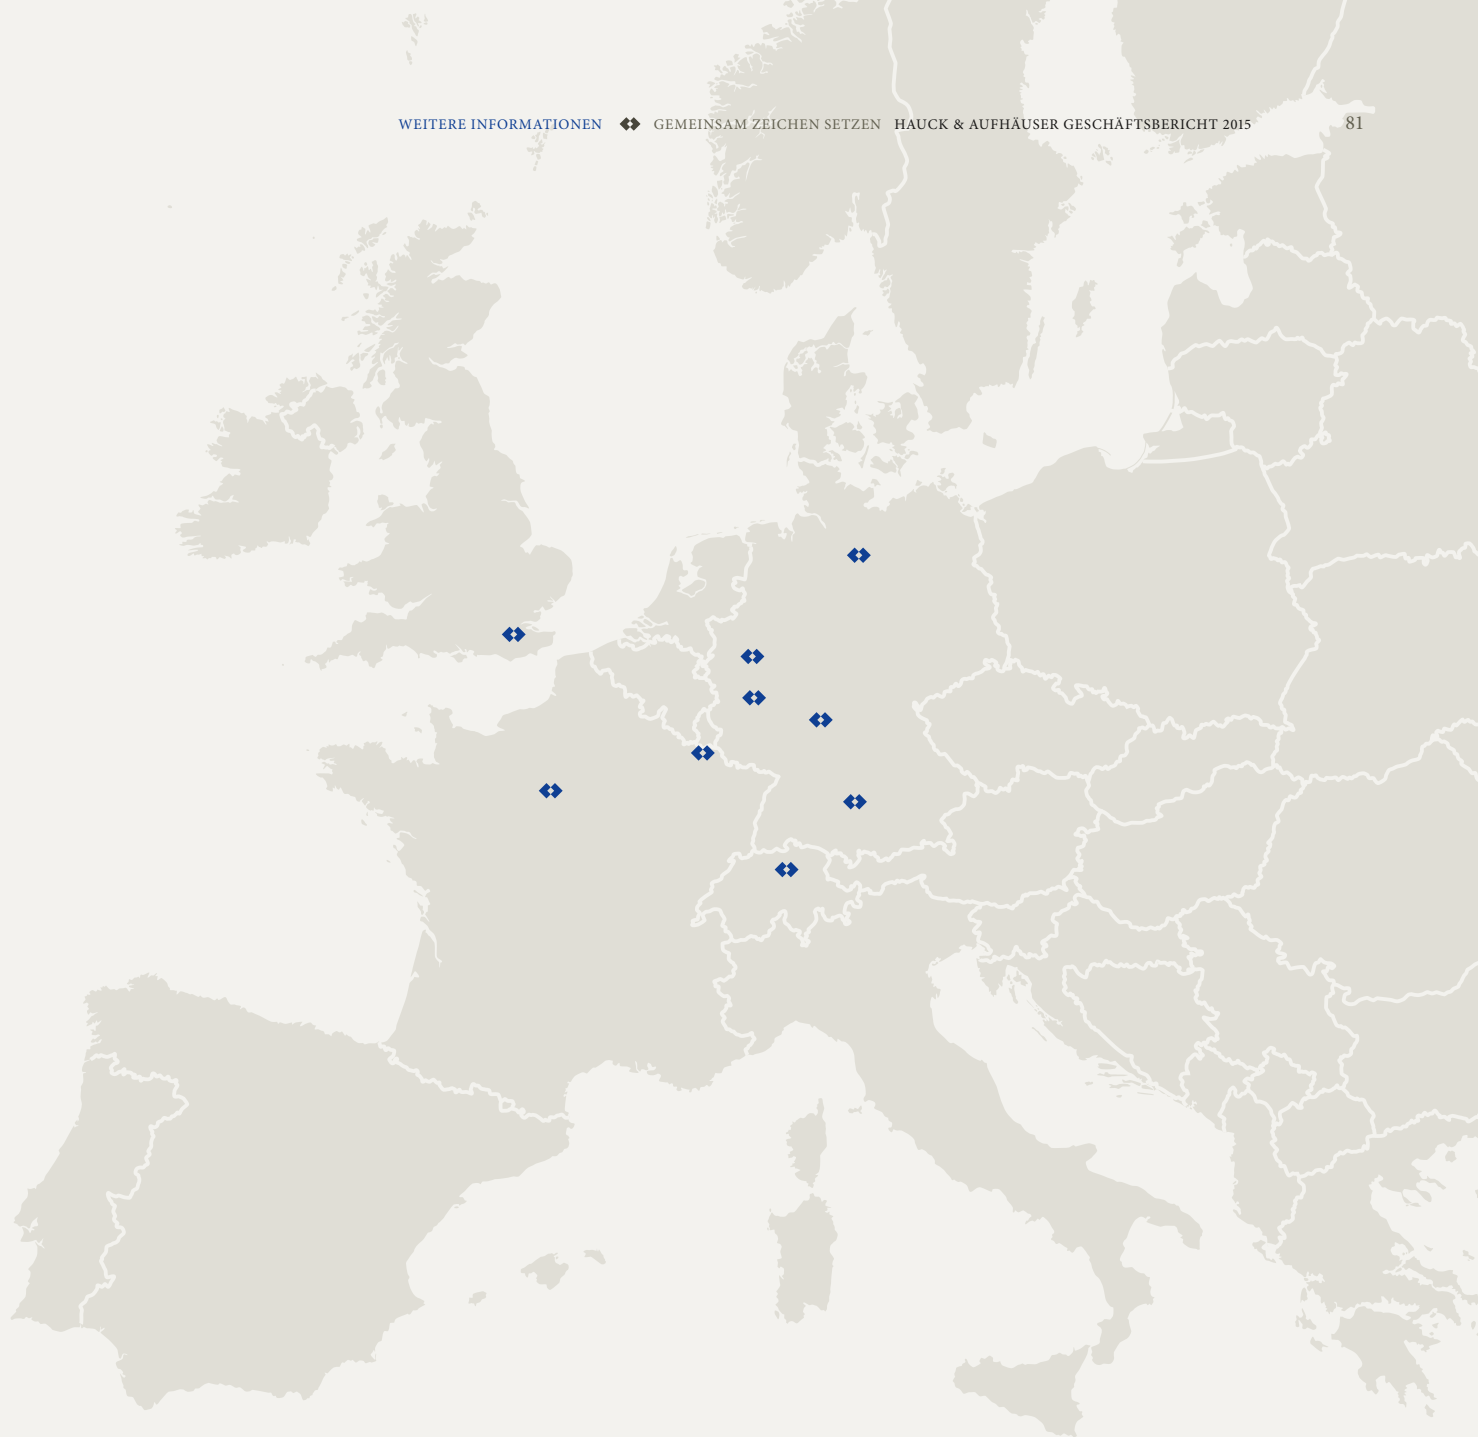 WEITERE INFORMATIONEN GEMEINSAM ZEICHEN SETZEN HAUCK & AUFHÄUSER GESCHÄFTSBERICHT 2015 81